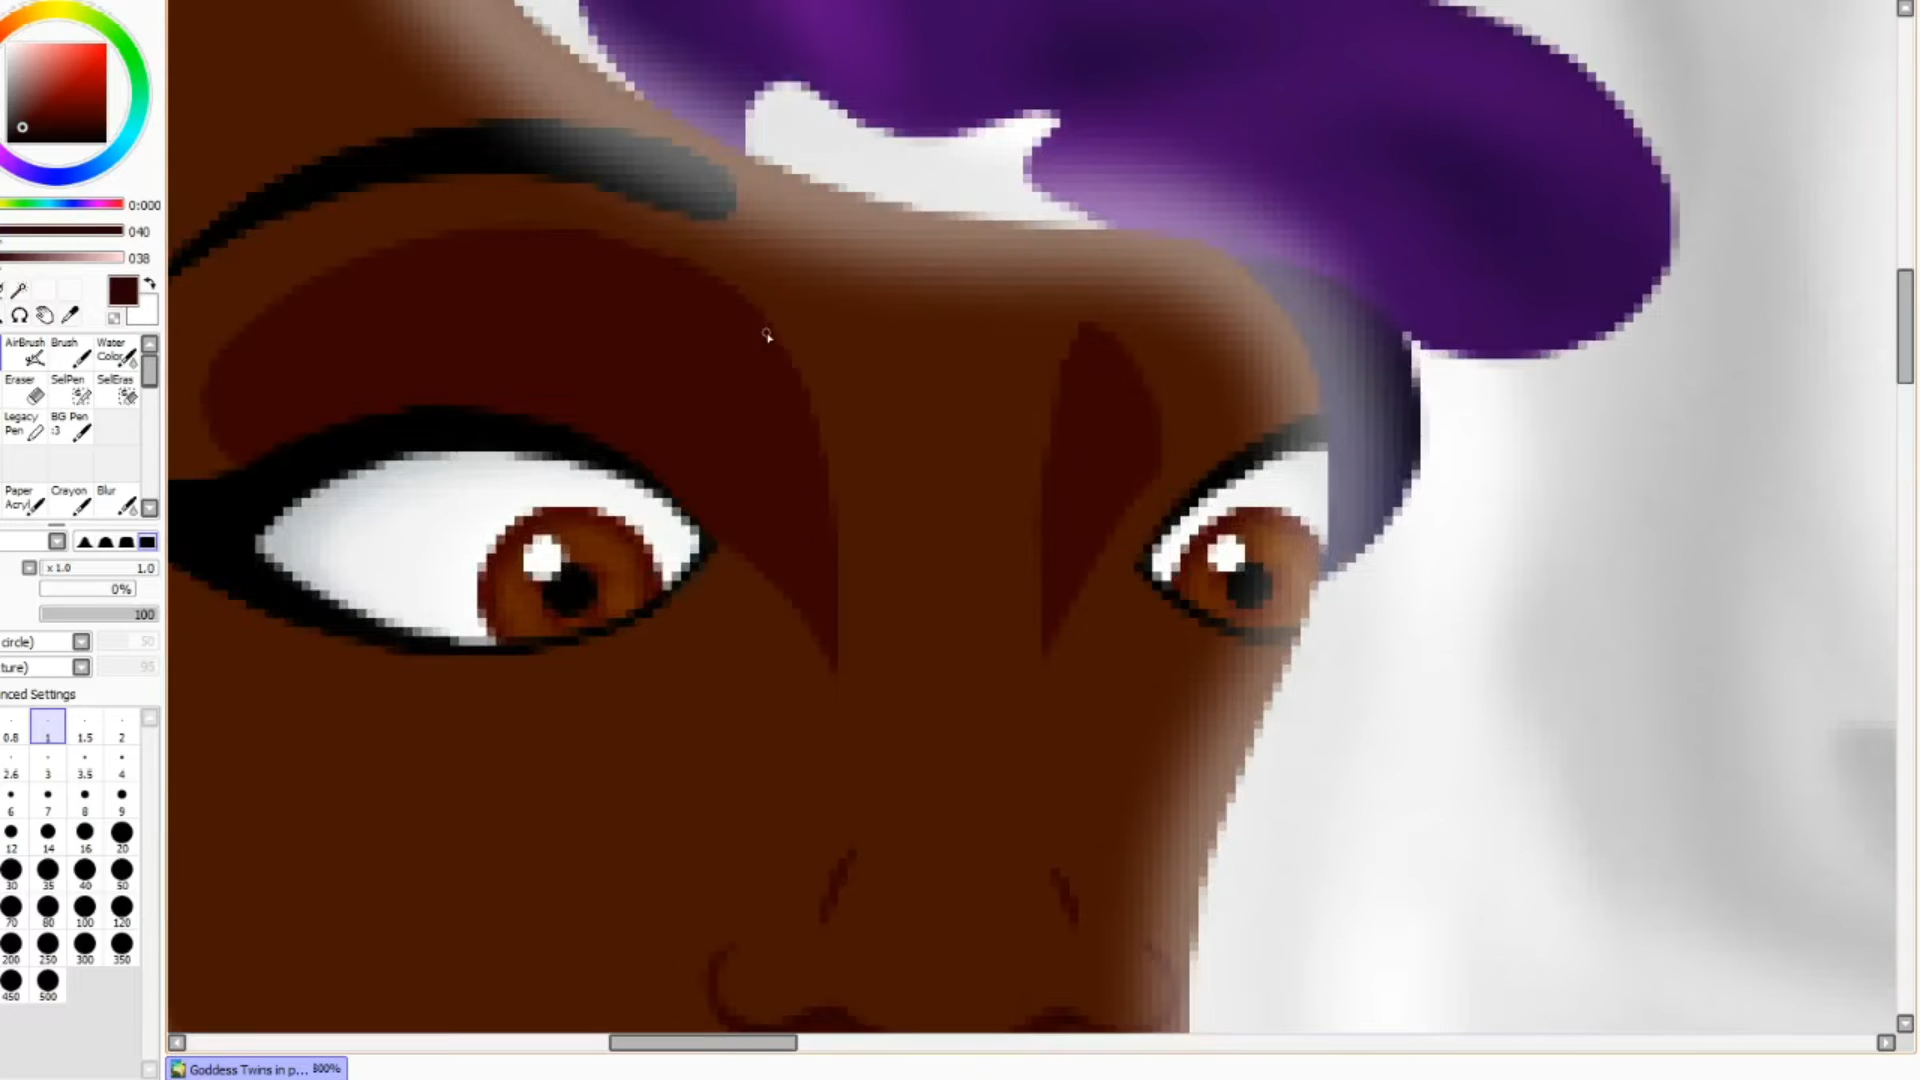 0:000
040
038
AirBrush Brush Water
Color
Eraser SelPen SelEras
Legacy BG Pen
Pen :3
Paper Crayon Blur
Acryl
x 1.0 1.0
0%
100
circle) 50
ture) 95
nced Settings
0.8 1 1.5 2
2.6 3 3.5 4
6 7 8 9
12 14 16 20
30 35 40 50
70 80 100 120
200 250 300 350
450 500
Goddess Twins in p... 800%